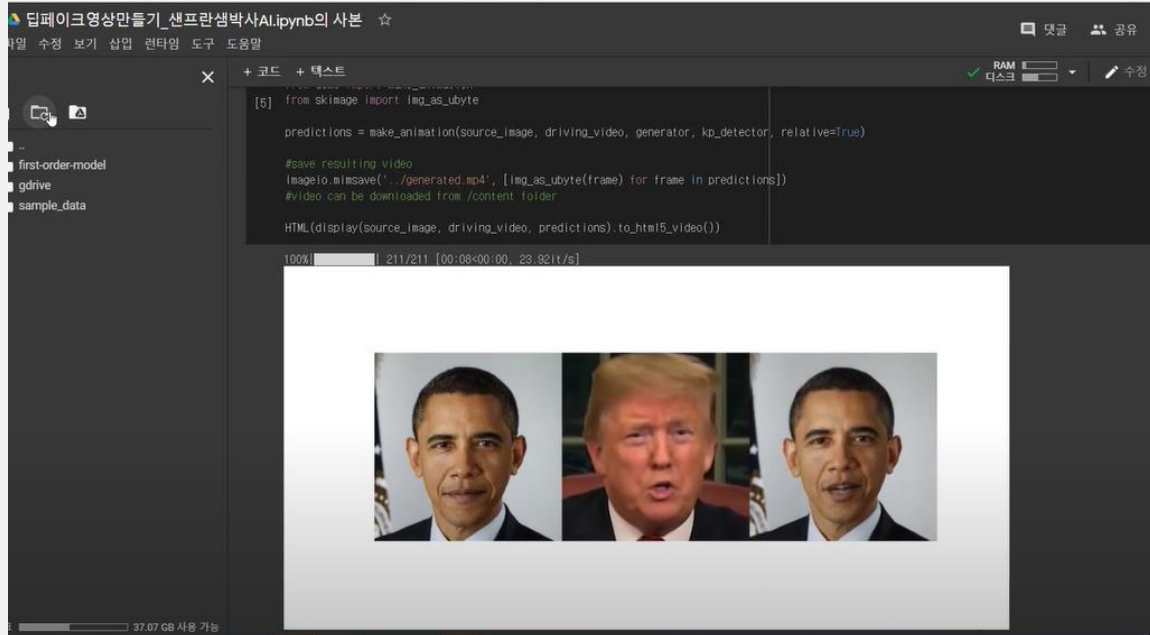 딥페이크영상만들기_샌프란샘박사AI.ipynb의 사본 ☆
수정 보기 삽입 런타임 도구 도움말
댓글
공유
+ 코드 + 텍스트
RAM
디스크
수정
..
first-order-model
gdrive
sample_data
[5]
from skimage import img_as_ubyte
predictions = make_animation(source_image, driving_video, generator, kp_detector, relative=True)
#save resulting video
imageio.mimsave('../generated.mp4', [img_as_ubyte(frame) for frame in predictions])
#video can be downloaded from /content folder
HTML(display(source_image, driving_video, predictions).to_html5_video())
100%| | 211/211 [00:08<00:00, 23.92it/s]
37.07 GB 사용 가능